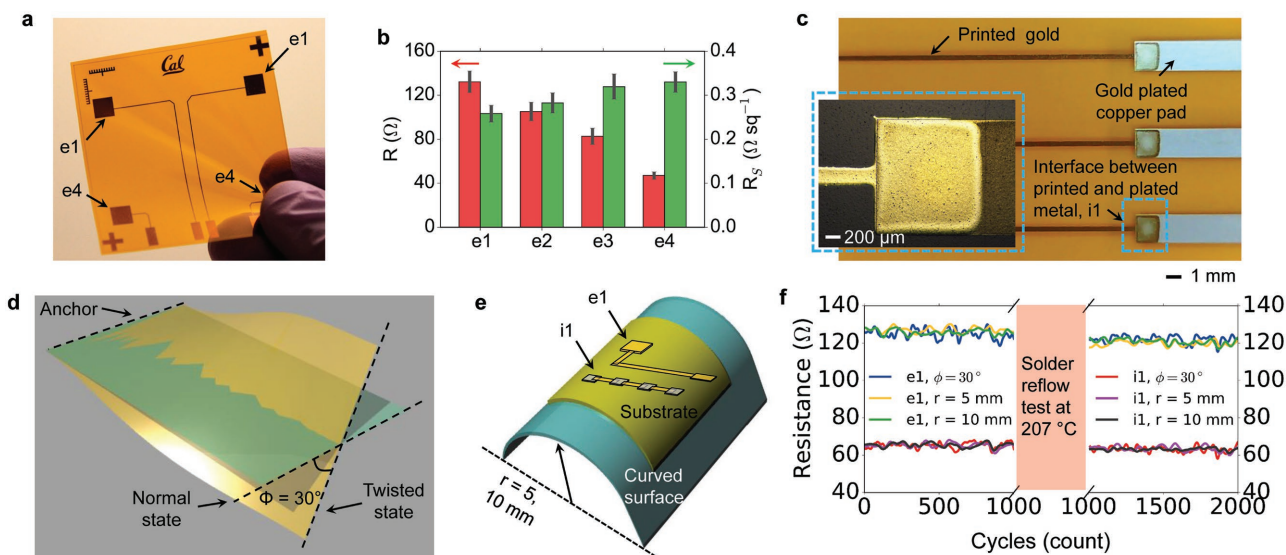 a
Cal
e1
e1
e4
e4
b
160
120
80
40
0
R (Ω)
e1 e2 e3 e4
0.4
0.3
0.2
0.1
0.0
R_S (Ω sq⁻¹)
c
Printed gold
Gold plated
copper pad
Interface between
printed and plated
metal, i1
200 µm
1 mm
d
Anchor
Normal
state
Φ = 30°
Twisted
state
e
e1
i1
Substrate
Curved
surface
r = 5,
10 mm
f
140
120
100
80
60
40
Resistance (Ω)
e1, ϕ = 30°
e1, r = 5 mm
e1, r = 10 mm
Solder
reflow
test at
207 °C
i1, ϕ = 30°
i1, r = 5 mm
i1, r = 10 mm
140
120
100
80
60
40
0 500 1000 1000 1500 2000
Cycles (count)